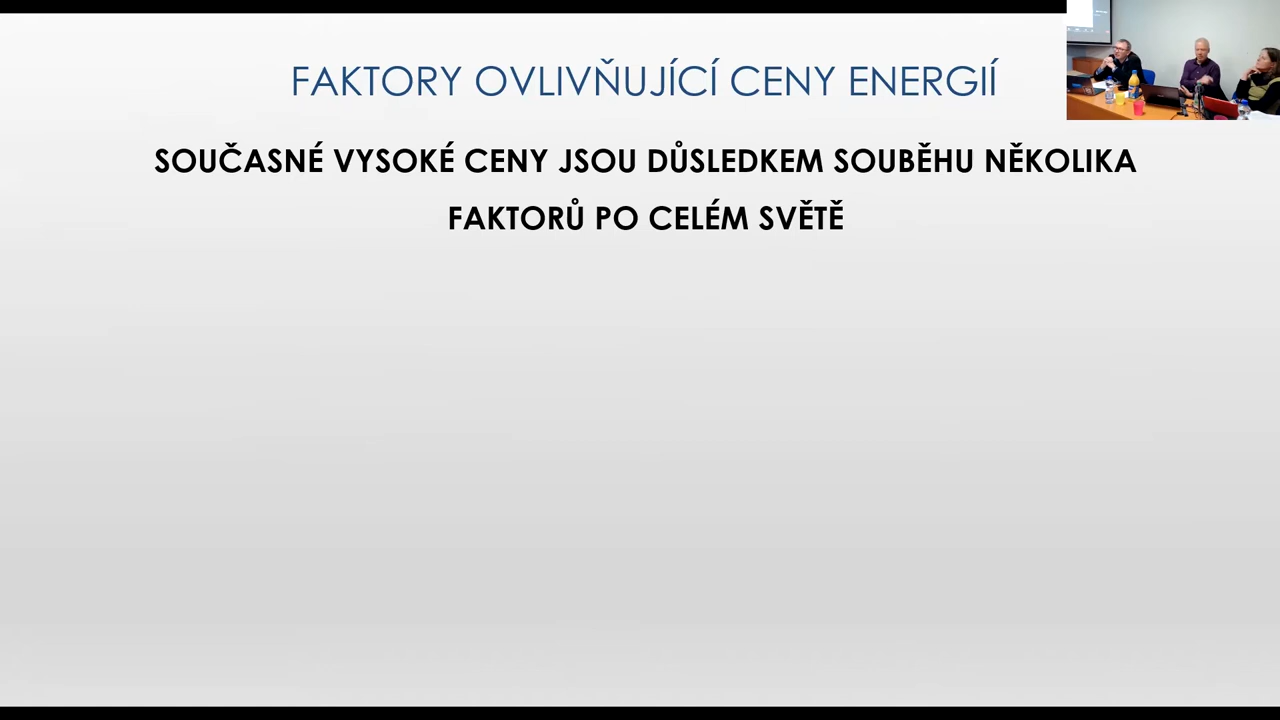 FAKTORY OVLIVŇUJÍCÍ CENY ENERGIÍ
SOUČASNÉ VYSOKÉ CENY JSOU DŮSLEDKEM SOUBĚHU NĚKOLIKA
FAKTORŮ PO CELÉM SVĚTĚ